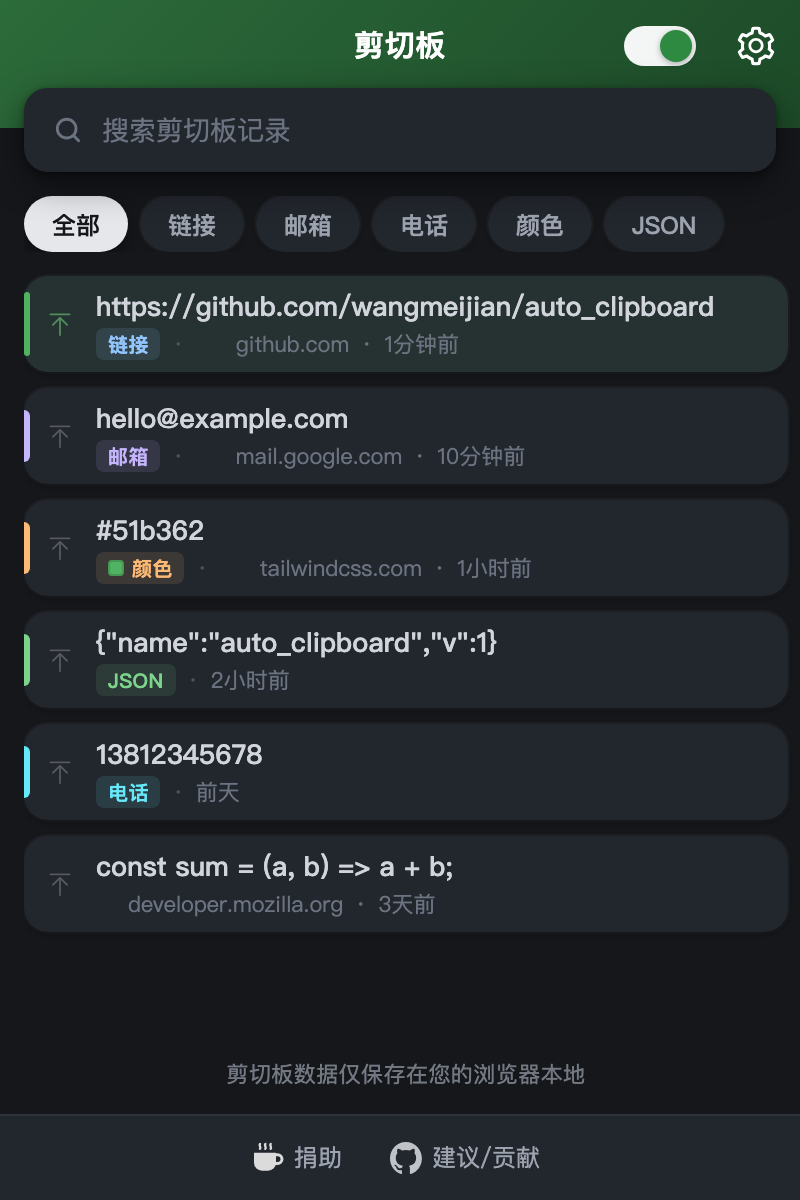 剪切板
搜索剪切板记录
全部 链接 邮箱 电话 颜色 JSON
https://github.com/wangmeijian/auto_clipboard
链接 · github.com · 1分钟前
hello@example.com
邮箱 · mail.google.com · 10分钟前
#51b362
颜色 · tailwindcss.com · 1小时前
{"name":"auto_clipboard","v":1}
JSON · 2小时前
13812345678
电话 · 前天
const sum = (a, b) => a + b;
developer.mozilla.org · 3天前
剪切板数据仅保存在您的浏览器本地
捐助 建议/贡献